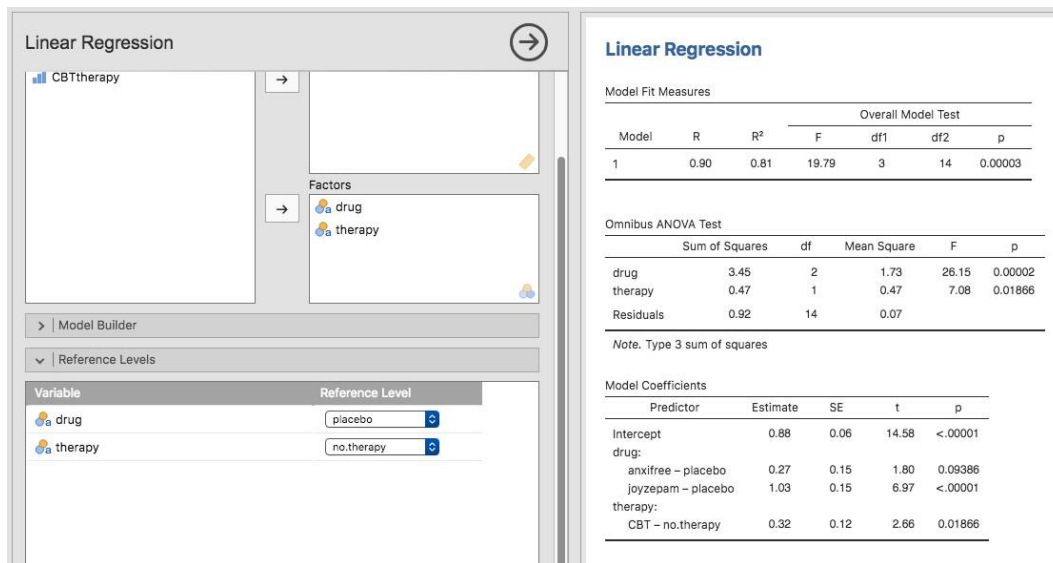 Linear Regression
CBTtherapy
Factors
drug
therapy
Model Builder
Reference Levels
Variable Reference Level
drug placebo
therapy no.therapy
Linear Regression
Model Fit Measures
Overall Model Test
Model R R² F df1 df2 p
1 0.90 0.81 19.79 3 14 0.00003
Omnibus ANOVA Test
Sum of Squares df Mean Square F p
drug 3.45 2 1.73 26.15 0.00002
therapy 0.47 1 0.47 7.08 0.01866
Residuals 0.92 14 0.07
Note. Type 3 sum of squares
Model Coefficients
Predictor Estimate SE t p
Intercept 0.88 0.06 14.58 <.00001
drug:
anxifree – placebo 0.27 0.15 1.80 0.09386
joyzepam – placebo 1.03 0.15 6.97 <.00001
therapy:
CBT – no.therapy 0.32 0.12 2.66 0.01866